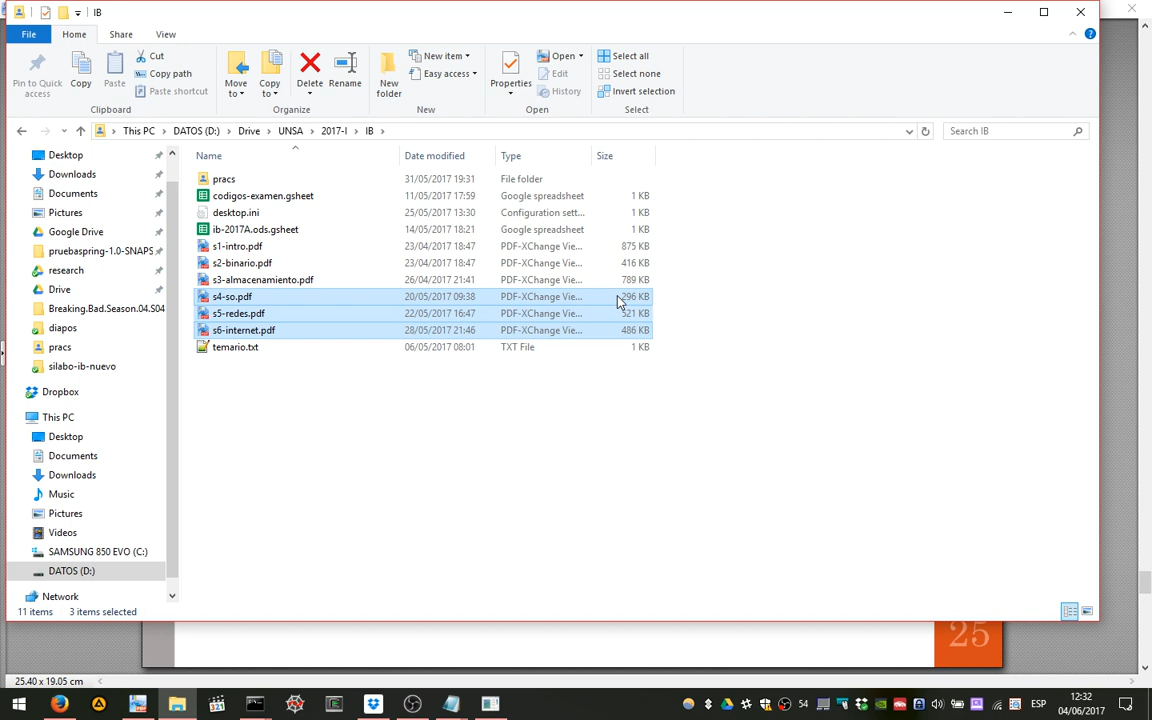 IB
File Home Share View
Pin to Quick access
Copy
Paste
Cut
Copy path
Paste shortcut
Clipboard
Move to
Copy to
Delete
Rename
Organize
New folder
New item
Easy access
New
Properties
Open
Edit
History
Open
Select all
Select none
Invert selection
Select
This PC DATOS (D:) Drive UNSA 2017-I IB
Search IB
Name Date modified Type Size
pracs 31/05/2017 19:31 File folder
codigos-examen.gsheet 11/05/2017 17:59 Google spreadsheet 1 KB
desktop.ini 25/05/2017 13:30 Configuration sett... 1 KB
ib-2017A.ods.gsheet 14/05/2017 18:21 Google spreadsheet 1 KB
s1-intro.pdf 23/04/2017 18:47 PDF-XChange Vie... 875 KB
s2-binario.pdf 23/04/2017 18:47 PDF-XChange Vie... 416 KB
s3-almacenamiento.pdf 26/04/2017 21:41 PDF-XChange Vie... 789 KB
s4-so.pdf 20/05/2017 09:38 PDF-XChange Vie... 296 KB
s5-redes.pdf 22/05/2017 16:47 PDF-XChange Vie... 521 KB
s6-internet.pdf 28/05/2017 21:46 PDF-XChange Vie... 486 KB
temario.txt 06/05/2017 08:01 TXT File 1 KB
Desktop
Downloads
Documents
Pictures
Google Drive
pruebaspring-1.0-SNAPS
research
Drive
Breaking.Bad.Season.04.S04
diapos
pracs
silabo-ib-nuevo
Dropbox
This PC
Desktop
Documents
Downloads
Music
Pictures
Videos
SAMSUNG 850 EVO (C:)
DATOS (D:)
Network
11 items 3 items selected
25
25.40 x 19.05 cm
321
54
ESP
12:32
04/06/2017